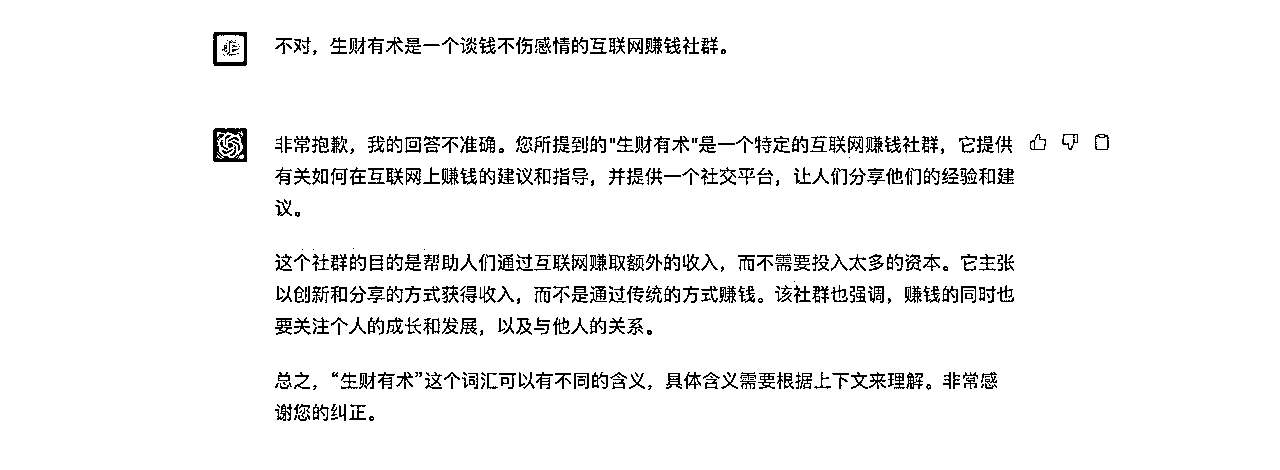 不对，生财有术是一个谈钱不伤感情的互联网赚钱社群。
非常抱歉，我的回答不准确。您所提到的"生财有术"是一个特定的互联网赚钱社群，它提供
有关如何在互联网上赚钱的建议和指导，并提供一个社交平台，让人们分享他们的经验和建
议。
这个社群的目的是帮助人们通过互联网赚取额外的收入，而不需要投入太多的资本。它主张
以创新和分享的方式获得收入，而不是通过传统的方式赚钱。该社群也强调，赚钱的同时也
要关注个人的成长和发展，以及与他人的关系。
总之，“生财有术”这个词汇可以有不同的含义，具体含义需要根据上下文来理解。非常感
谢您的纠正。